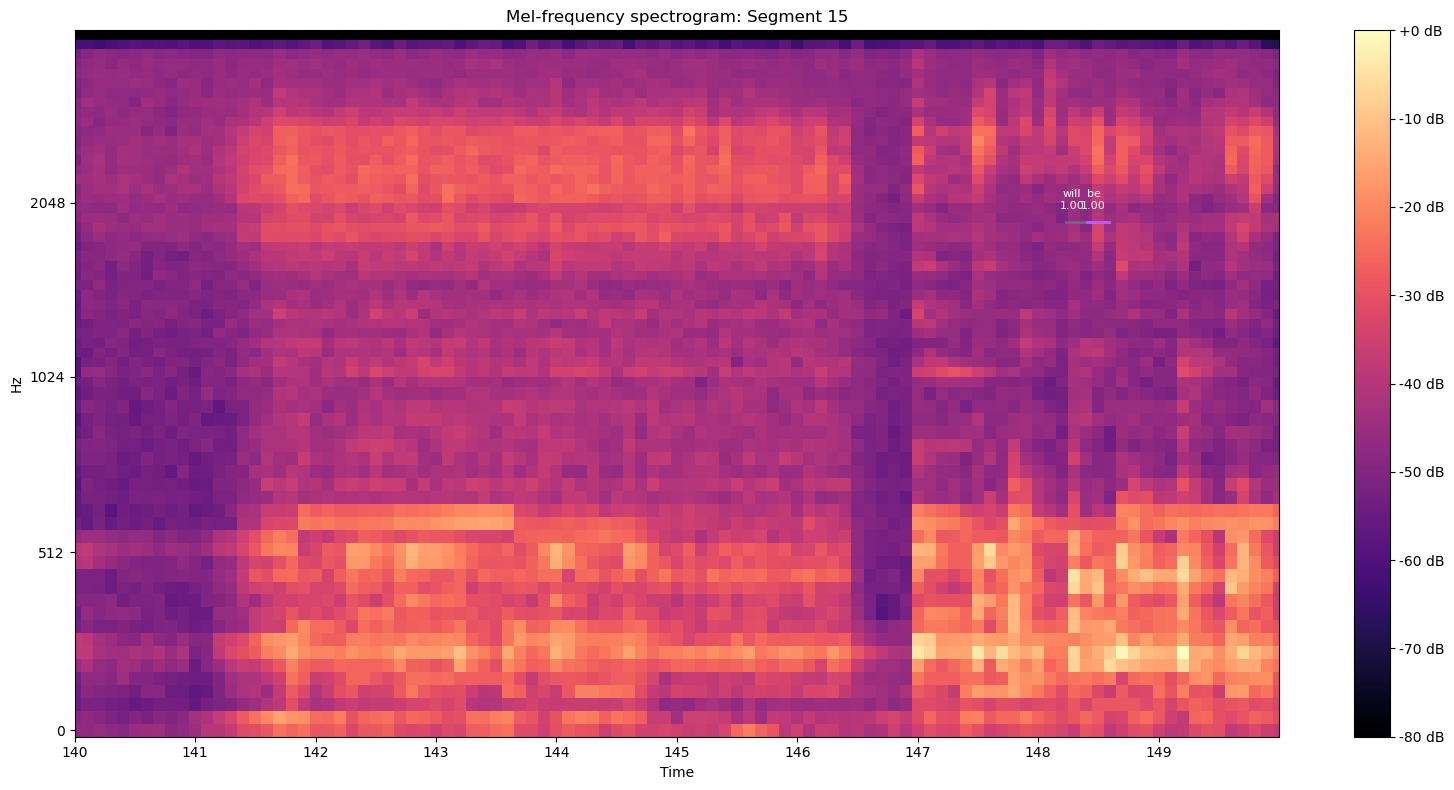 Mel-frequency spectrogram: Segment 15
+0 dB
-10 dB
-20 dB
-30 dB
-40 dB
-50 dB
-60 dB
-70 dB
-80 dB
Hz
2048
1024
512
0
will be
1.00 1.00
140 141 142 143 144 145 146 147 148 149
Time